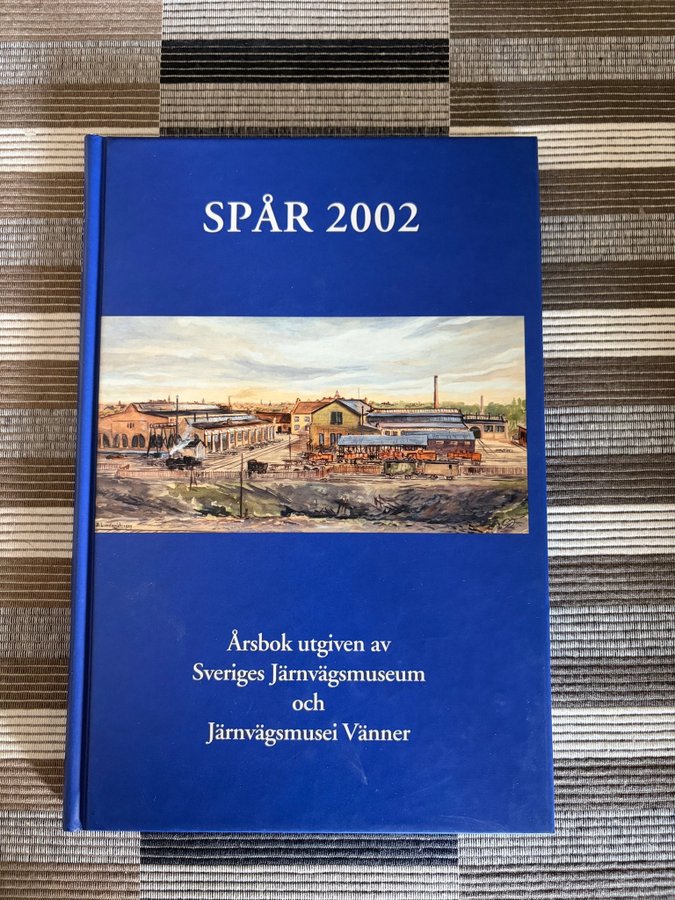 SPÅR 2002
Årsbok utgiven av
Sveriges Järnvägsmuseum
och
Järnvägsmusei Vänner